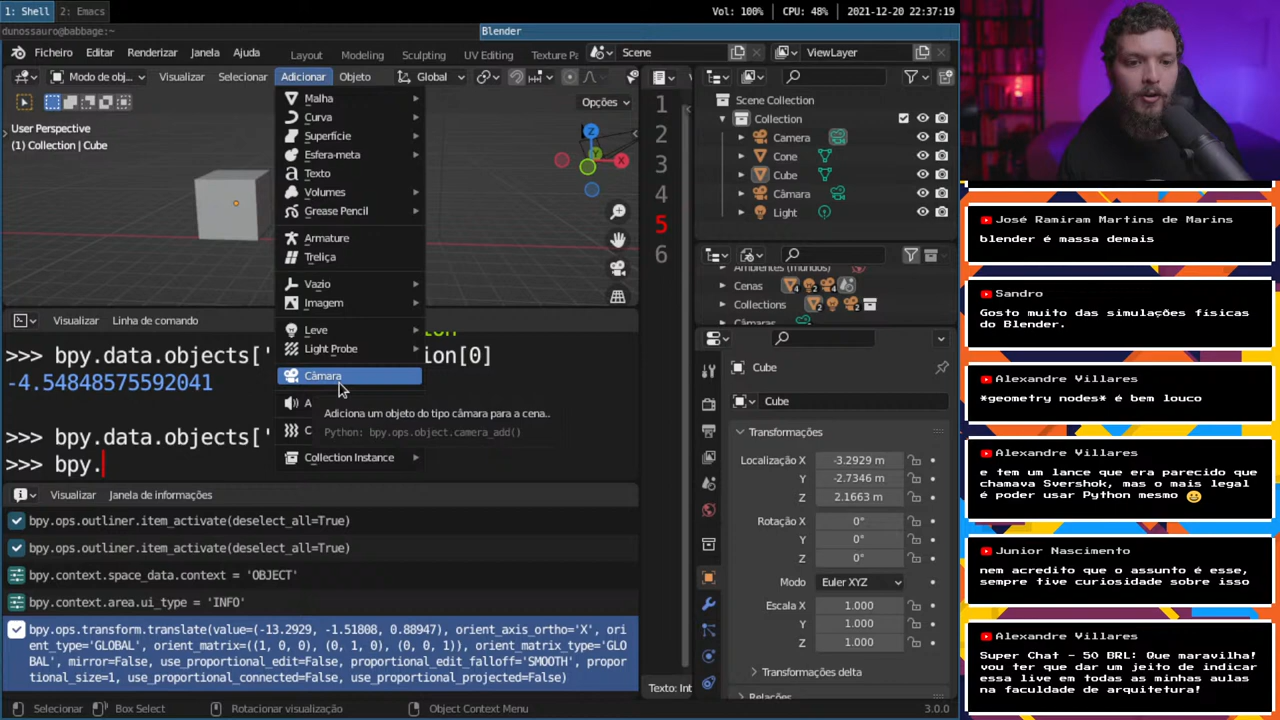 1: Shell
2: Emacs
Vol: 100%
CPU: 48%
2021-12-20 22:37:19
dunossauro@babbage:~
Blender
Ficheiro
Editar
Renderizar
Janela
Ajuda
Layout
Modeling
Sculpting
UV Editing
Texture Pa
Scene
ViewLayer
Modo de obj...
Visualizar
Selecionar
Adicionar
Objeto
Global
Opções
User Perspective
(1) Collection | Cube
Z
X
Malha
Curva
Superfície
Esfera-meta
Texto
Volumes
Grease Pencil
Armature
Treliça
Vazio
Imagem
Leve
Light Probe
Câmara
A
C
Collection Instance
Adiciona um objeto do tipo câmara para a cena..
Python: bpy.ops.object.camera_add()
1
2
3
4
5
6
Scene Collection
Collection
Camera
Cone
Cube
Câmara
Light
Ambientes (mundos)
Cenas
Collections
Câmaras
Cube
Cube
Transformações
Localização X
-3.2929 m
Y
-2.7346 m
Z
2.1663 m
Rotação X
0°
Y
0°
Z
0°
Modo
Euler XYZ
Escala X
1.000
Y
1.000
Z
1.000
Transformações delta
Relações
Visualizar
Linha de comando
>>> bpy.data.objects['
ion[0]
-4.54848575592041
>>> bpy.data.objects['
>>> bpy.
Visualizar
Janela de informações
bpy.ops.outliner.item_activate(deselect_all=True)
bpy.ops.outliner.item_activate(deselect_all=True)
bpy.context.space_data.context = 'OBJECT'
bpy.context.area.ui_type = 'INFO'
bpy.ops.transform.translate(value=(-13.2929, -1.51808, 0.88947), orient_axis_ortho='X', ori
ent_type='GLOBAL', orient_matrix=((1, 0, 0), (0, 1, 0), (0, 0, 1)), orient_matrix_type='GLO
BAL', mirror=False, use_proportional_edit=False, proportional_edit_falloff='SMOOTH', propor
tional_size=1, use_proportional_connected=False, use_proportional_projected=False)
Texto: Int
Selecionar
Box Select
Rotacionar visualização
Object Context Menu
3.0.0
José Ramiram Martins de Marins
blender é massa demais
Sandro
Gosto muito das simulações fisicas
do Blender.
Alexandre Villares
*geometry nodes* é bem louco
Alexandre Villares
e tem um lance que era parecido que
chamava Svershok, mas o mais legal
é poder usar Python mesmo
Junior Nascimento
nem acredito que o assunto é esse,
sempre tive curiosidade sobre isso
Alexandre Villares
Super Chat - 50 BRL: Que maravilha!
vou ter que dar um jeito de indicar
essa live em todas as minhas aulas
na faculdade de arquitetura!